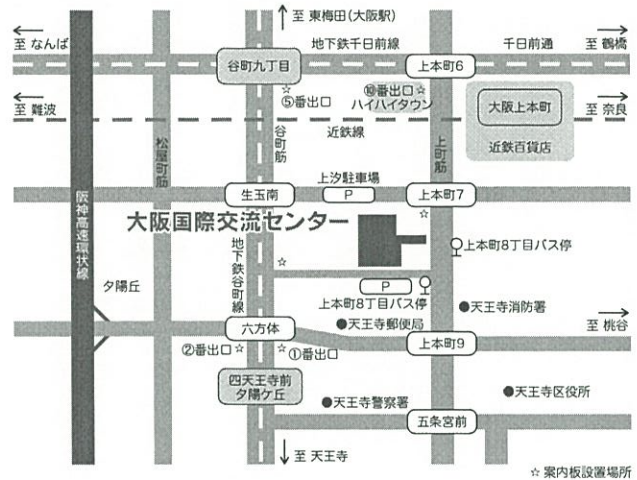 至 東梅田(大阪駅)
至 なんば
地下鉄千日前線
千日前通
至 鶴橋
谷町九丁目
上本町6
⑤番出口
⑩番出口
ハイハイタウン
大阪上本町
近鉄百貨店
至 難波
至 奈良
近鉄線
松屋町筋
谷町筋
上町筋
上汐駐車場
P
生玉南
上本町7
阪神高速環状線
大阪国際交流センター
地下鉄谷町線
上本町8丁目バス停
P
上本町8丁目バス停
夕陽丘
天王寺消防署
至 桃谷
六方体
天王寺郵便局
上本町9
②番出口
①番出口
四天王寺前
夕陽ケ丘
天王寺警察署
天王寺区役所
五条宮前
至 天王寺
☆ 案内板設置場所